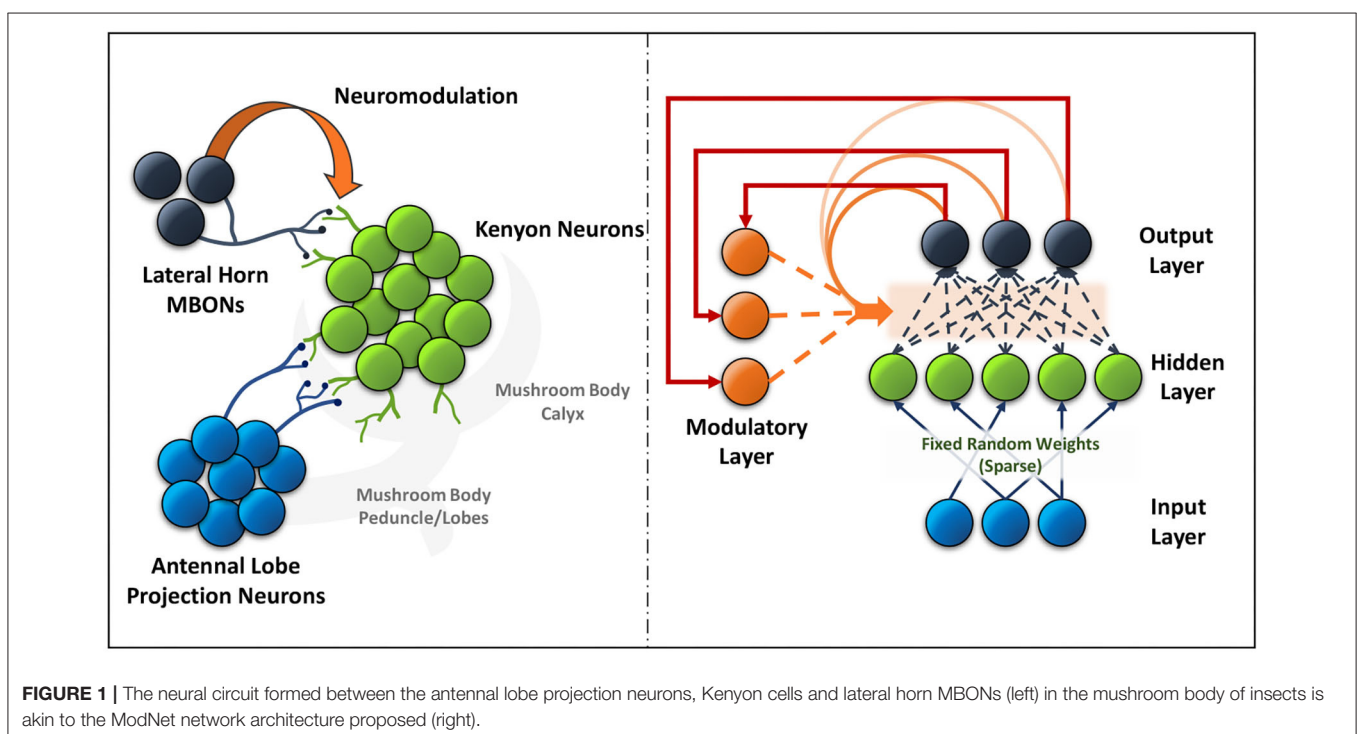 Neuromodulation
Kenyon Neurons
Lateral Horn
MBONs
Mushroom Body
Calyx
Mushroom Body
Peduncle/Lobes
Antennal Lobe
Projection Neurons
Output
Layer
Hidden
Layer
Modulatory
Layer
Fixed Random Weights
(Sparse)
Input
Layer
FIGURE 1 | The neural circuit formed between the antennal lobe projection neurons, Kenyon cells and lateral horn MBONs (left) in the mushroom body of insects is
akin to the ModNet network architecture proposed (right).